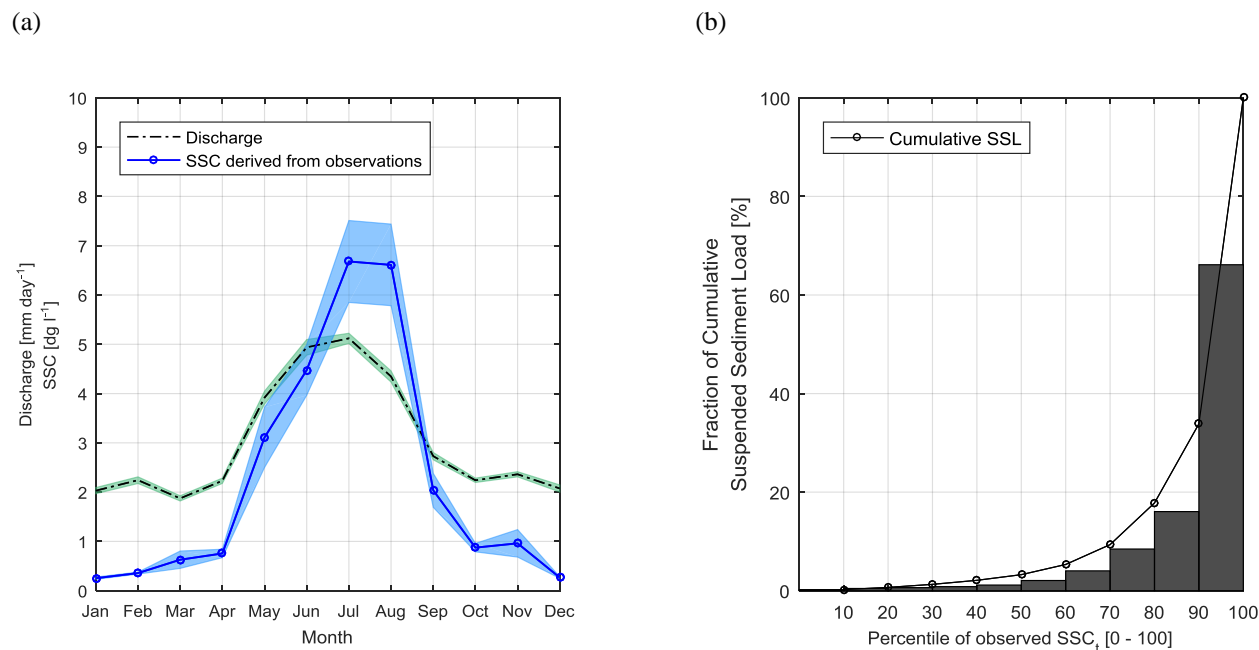 (a)
(b)
10
9
8
7
6
5
4
3
2
1
0
Discharge [mm day⁻¹]
SSC [dg l⁻¹]
Discharge
SSC derived from observations
Jan Feb Mar Apr May Jun Jul Aug Sep Oct Nov Dec
Month
100
80
60
40
20
0
Fraction of Cumulative
Suspended Sediment Load [%]
Cumulative SSL
10 20 30 40 50 60 70 80 90 100
Percentile of observed SSCₜ [0 - 100]